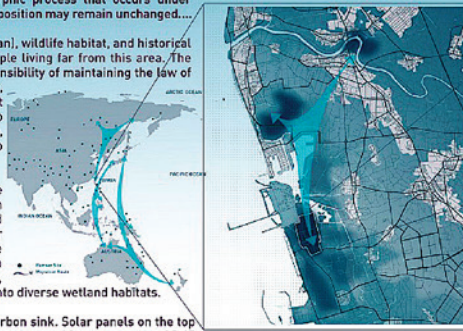 phic process that occurs under
position may remain unchanged....
an], wildlife habitat, and historical
ple living far from this area. The
nsibility of maintaining the law of
ARCTIC OCEAN
EUROPE
ASIA
PACIFIC OCEAN
INDIAN OCEAN
AUSTRALIA
nto diverse wetland habitats.
rbon sink. Solar panels on the top